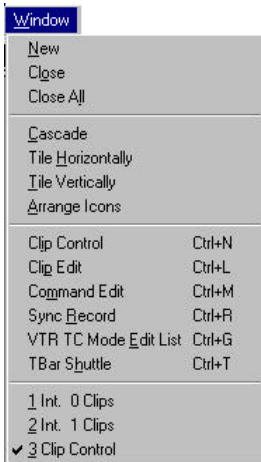 Window
New
Close
Close All
Cascade
Tile Horizontally
Tile Vertically
Arrange Icons
Clip Control Ctrl+N
Clip Edit Ctrl+L
Command Edit Ctrl+M
Sync Record Ctrl+R
VTR TC Mode Edit List Ctrl+G
TBar Shuttle Ctrl+T
1 Int. 0 Clips
2 Int. 1 Clips
✔ 3 Clip Control